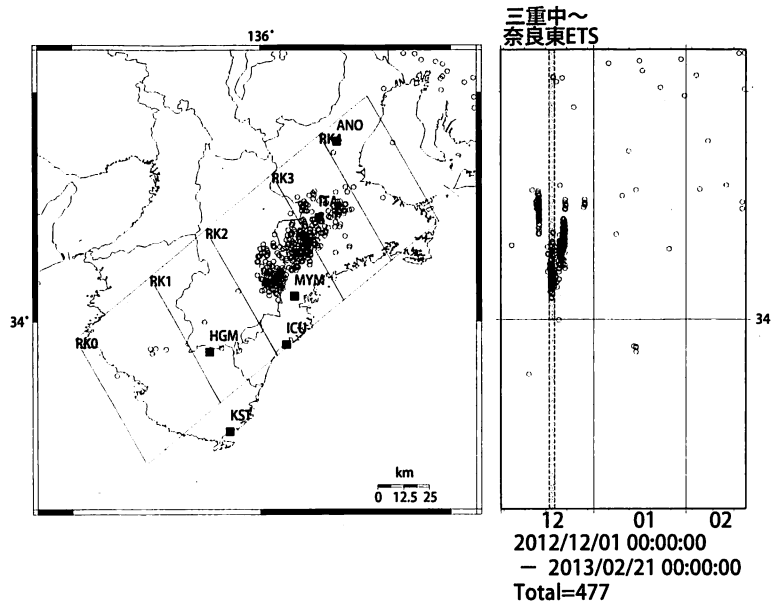 三重中～
奈良東ETS
136°
ANO
RK4
RK3
ITA
RK2
RK1
MYM
34°
ICU
HGM
RK0
KST
km
0 12.5 25
34
12 01 02
2012/12/01 00:00:00
— 2013/02/21 00:00:00
Total=477